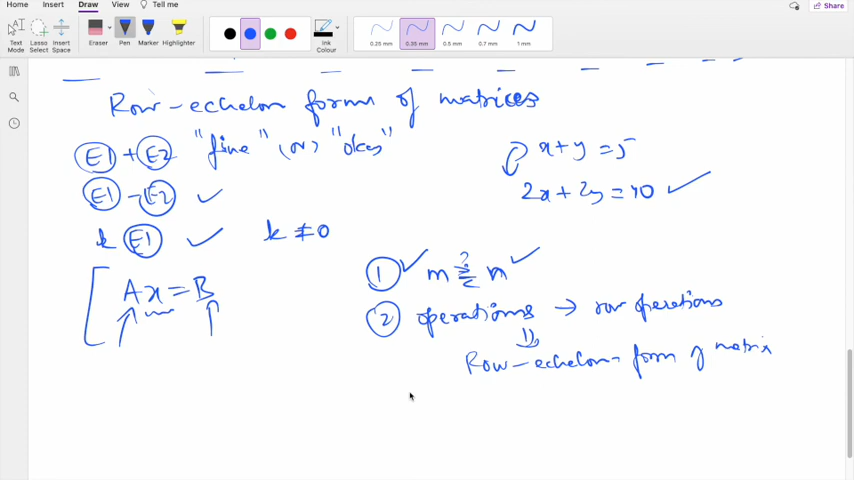 Home Insert Draw View Tell me Share
Text Mode Lasso Select Insert Space Eraser Pen Marker Highlighter Ink Colour 0.25 mm 0.35 mm 0.5 mm 0.7 mm 1 mm
Row-echelon forms of matrices
E1 + E2 "fine" (or) "okay"
E1 - E2 ✓
k E1 ✓ k ≠ 0
Ax = B
x + y = 5
2x + 2y = 10 ✓
① ✓ m n ✓
② operations → row operations
⇓
Row-echelon form of matrix